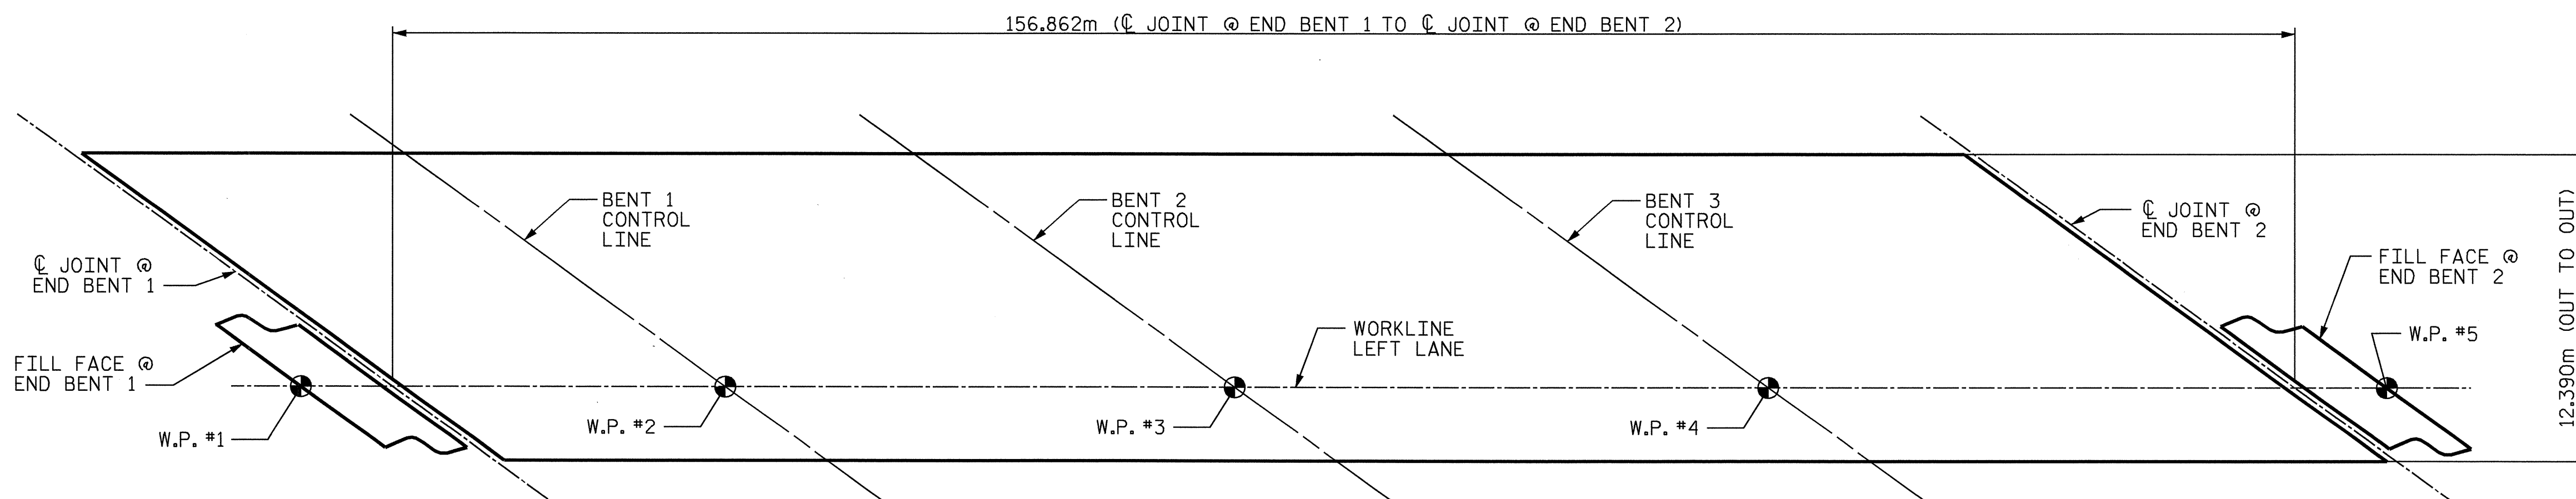 156.862m (℄ JOINT @ END BENT 1 TO ℄ JOINT @ END BENT 2)
BENT 1
CONTROL
LINE
BENT 2
CONTROL
LINE
BENT 3
CONTROL
LINE
℄ JOINT @
END BENT 2
℄ JOINT @
END BENT 1
FILL FACE @
END BENT 2
12.390m (OUT TO OUT)
WORKLINE
LEFT LANE
W.P. #5
FILL FACE @
END BENT 1
W.P. #1
W.P. #2
W.P. #3
W.P. #4